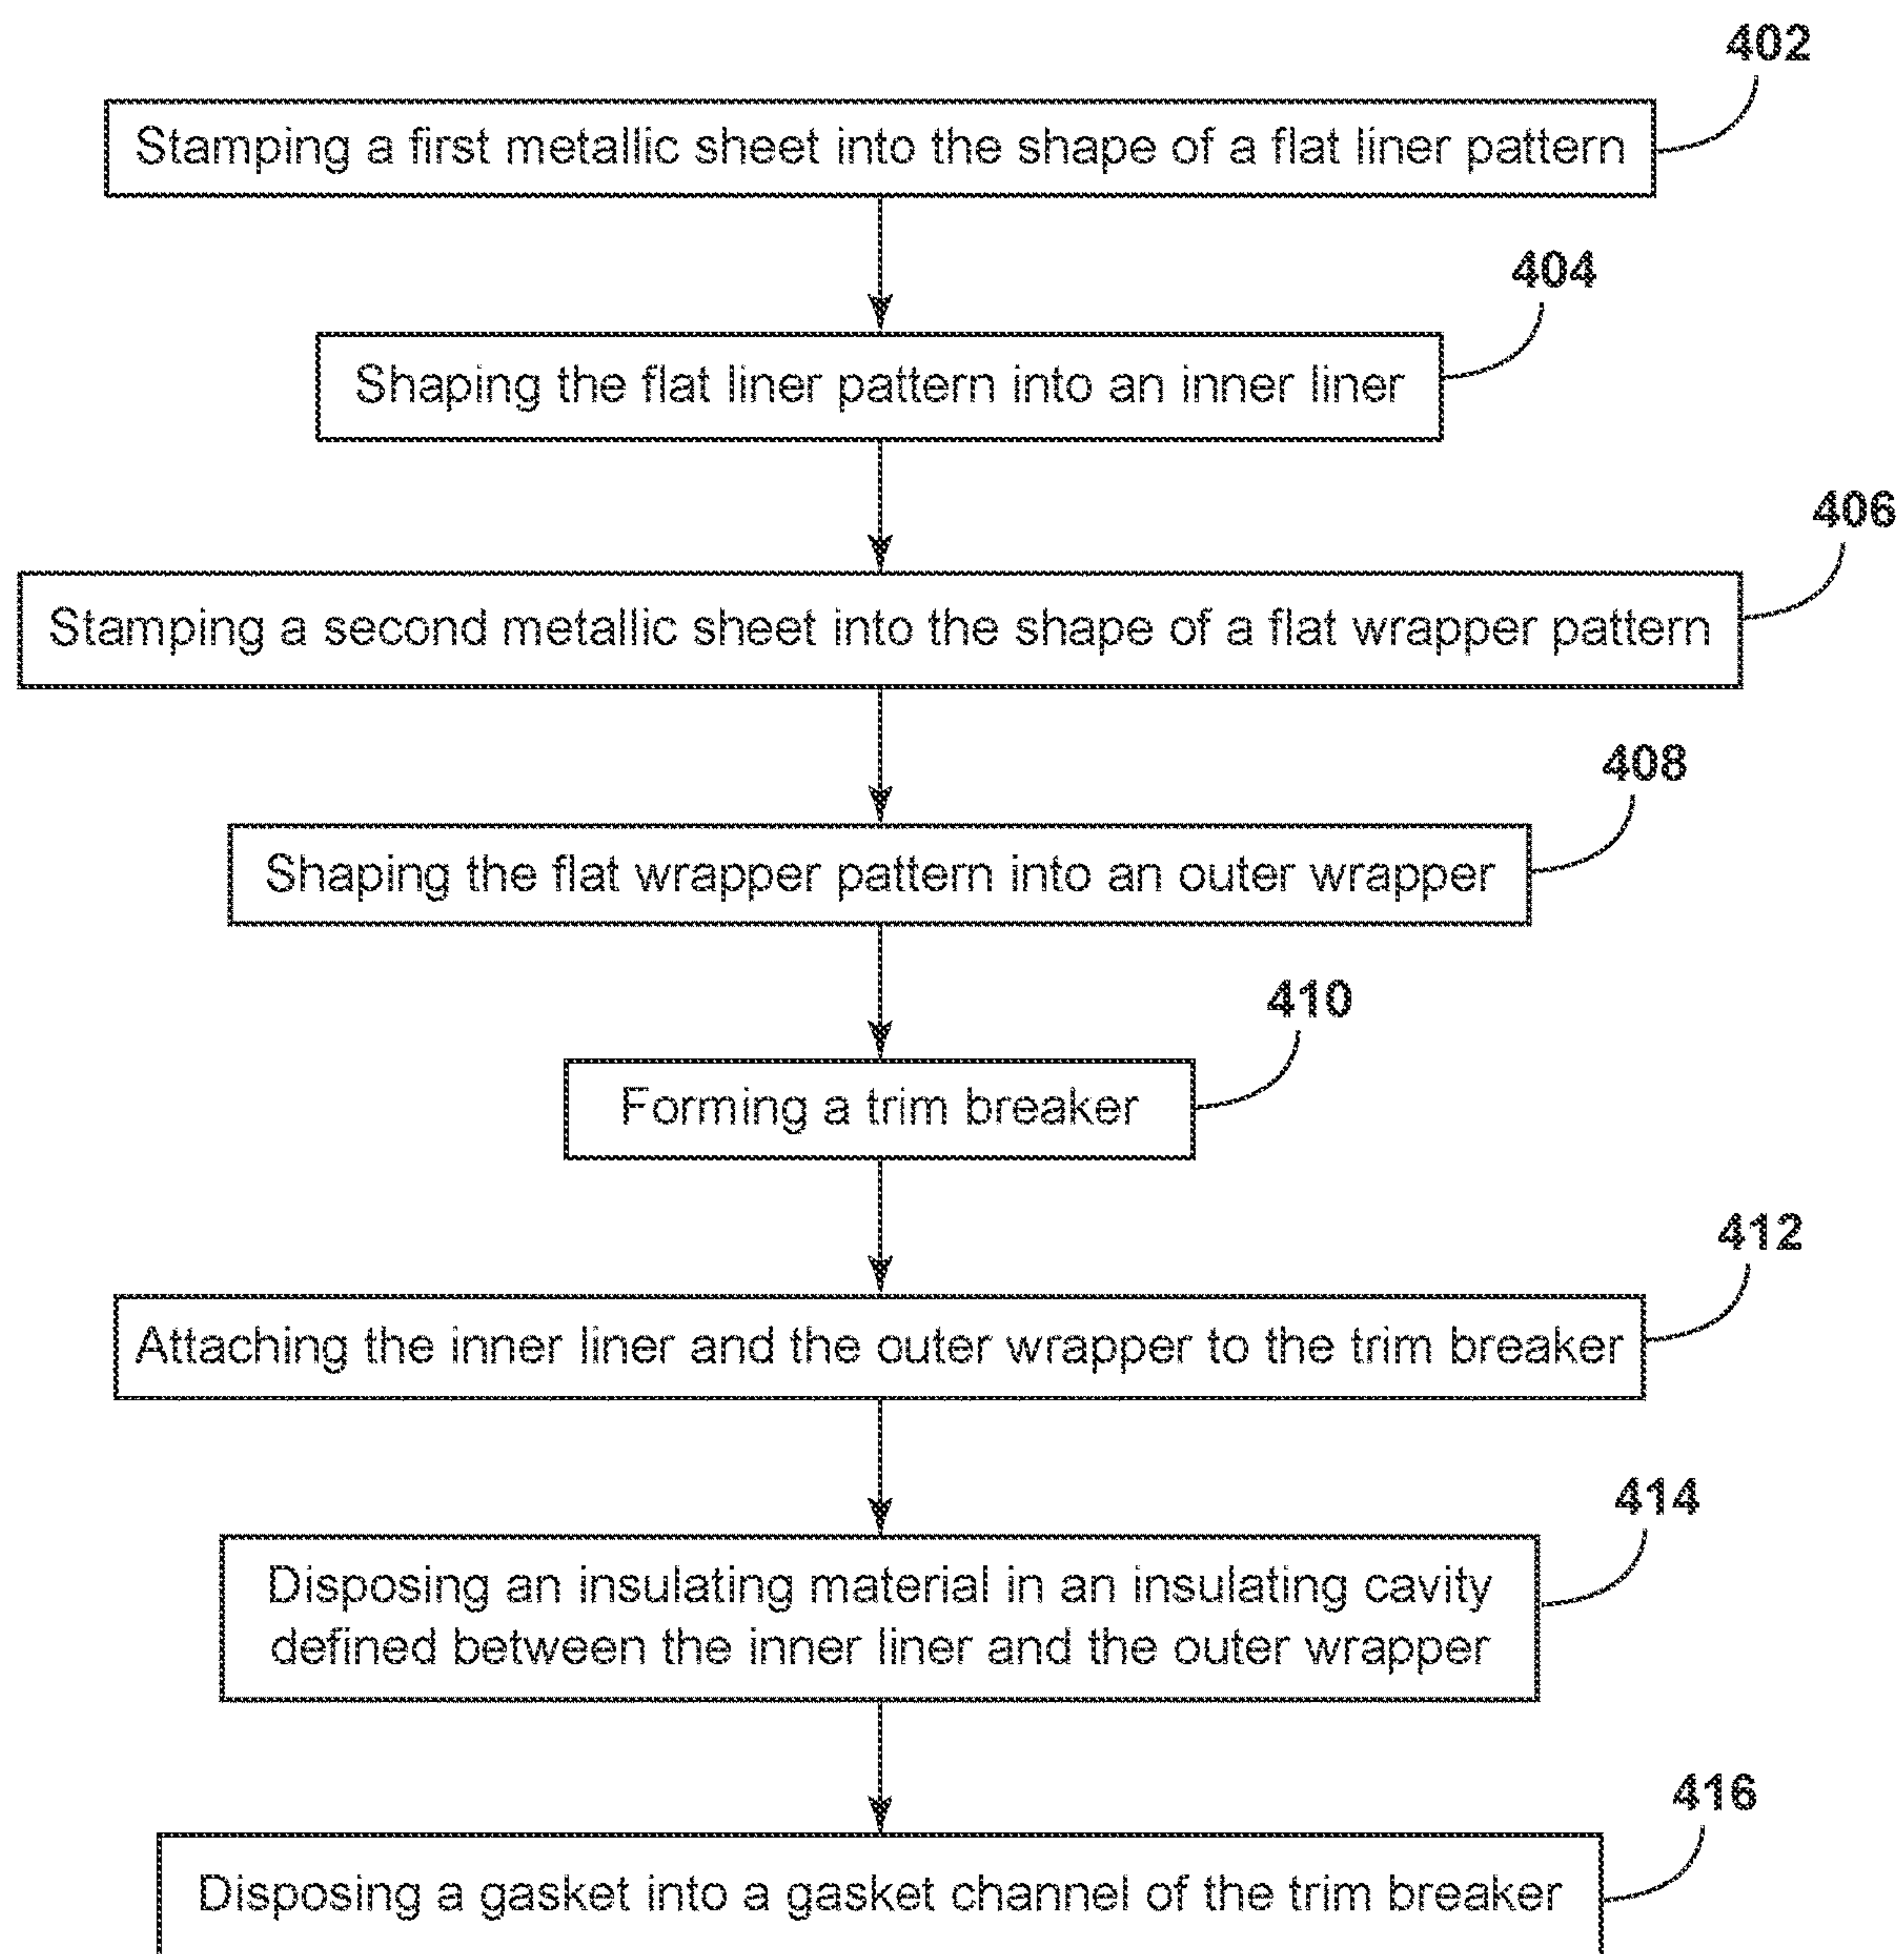 402
Stamping a first metallic sheet into the shape of a flat liner pattern
404
Shaping the flat liner pattern into an inner liner
406
Stamping a second metallic sheet into the shape of a flat wrapper pattern
408
Shaping the flat wrapper pattern into an outer wrapper
410
Forming a trim breaker
412
Attaching the inner liner and the outer wrapper to the trim breaker
414
Disposing an insulating material in an insulating cavity
defined between the inner liner and the outer wrapper
416
Disposing a gasket into a gasket channel of the trim breaker